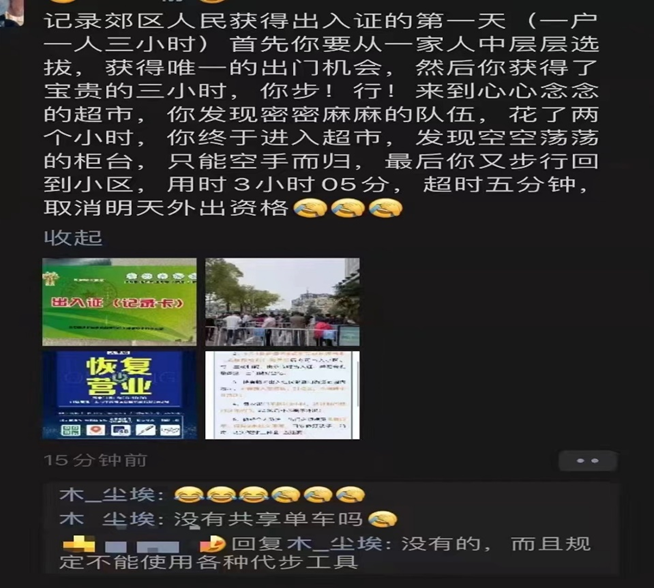 记录郊区人民获得出入证的第一天（一户
一人三小时）首先你要从一家人中层层选
拔，获得唯一的出门机会，然后你获得了
宝贵的三小时，你步！行！来到心心念念
的超市，你发现密密麻麻的队伍，花了两
个小时，你终于进入超市，发现空空荡荡
的柜台，只能空手而归，最后你又步行回
到小区，用时3小时05分，超时五分钟，
取消明天外出资格😂😂😂
收起
出入证（记录卡）
恢复
营业
15分钟前
木_尘埃: 😂😂😂😂😂😂
木_尘埃: 没有共享单车吗😂
回复木_尘埃: 没有的，而且规
定不能使用各种代步工具